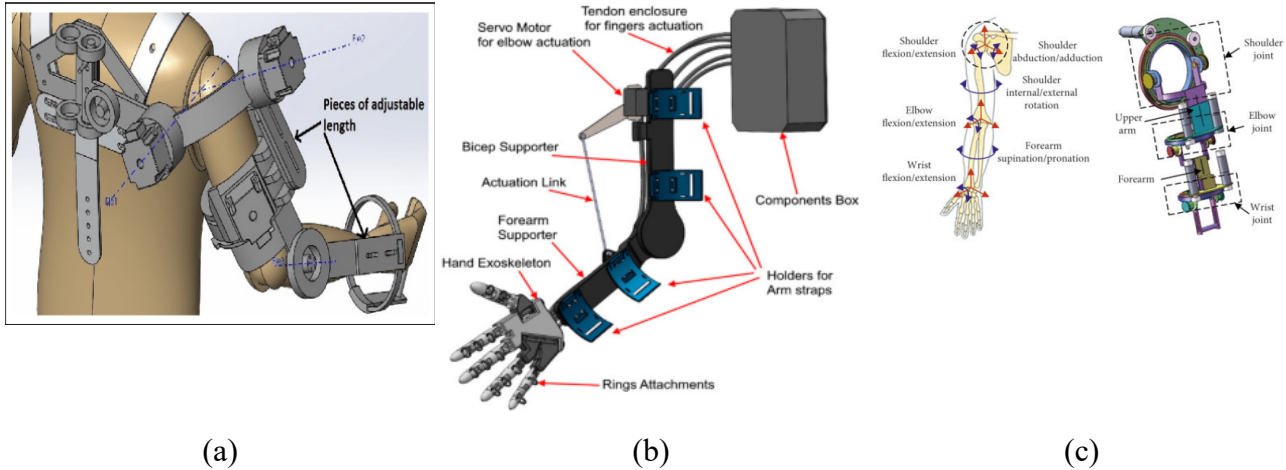 Pieces of adjustable
length
Servo Motor
for elbow actuation
Tendon enclosure
for fingers actuation
Bicep Supporter
Actuation Link
Forearm
Supporter
Hand Exoskeleton
Components Box
Holders for
Arm straps
Rings Attachments
Shoulder
flexion/extension
Shoulder
abduction/adduction
Shoulder
internal/external
rotation
Elbow
flexion/extension
Forearm
supination/pronation
Wrist
flexion/extension
Shoulder
joint
Upper
arm
Elbow
joint
Forearm
Wrist
joint
(a)
(b)
(c)